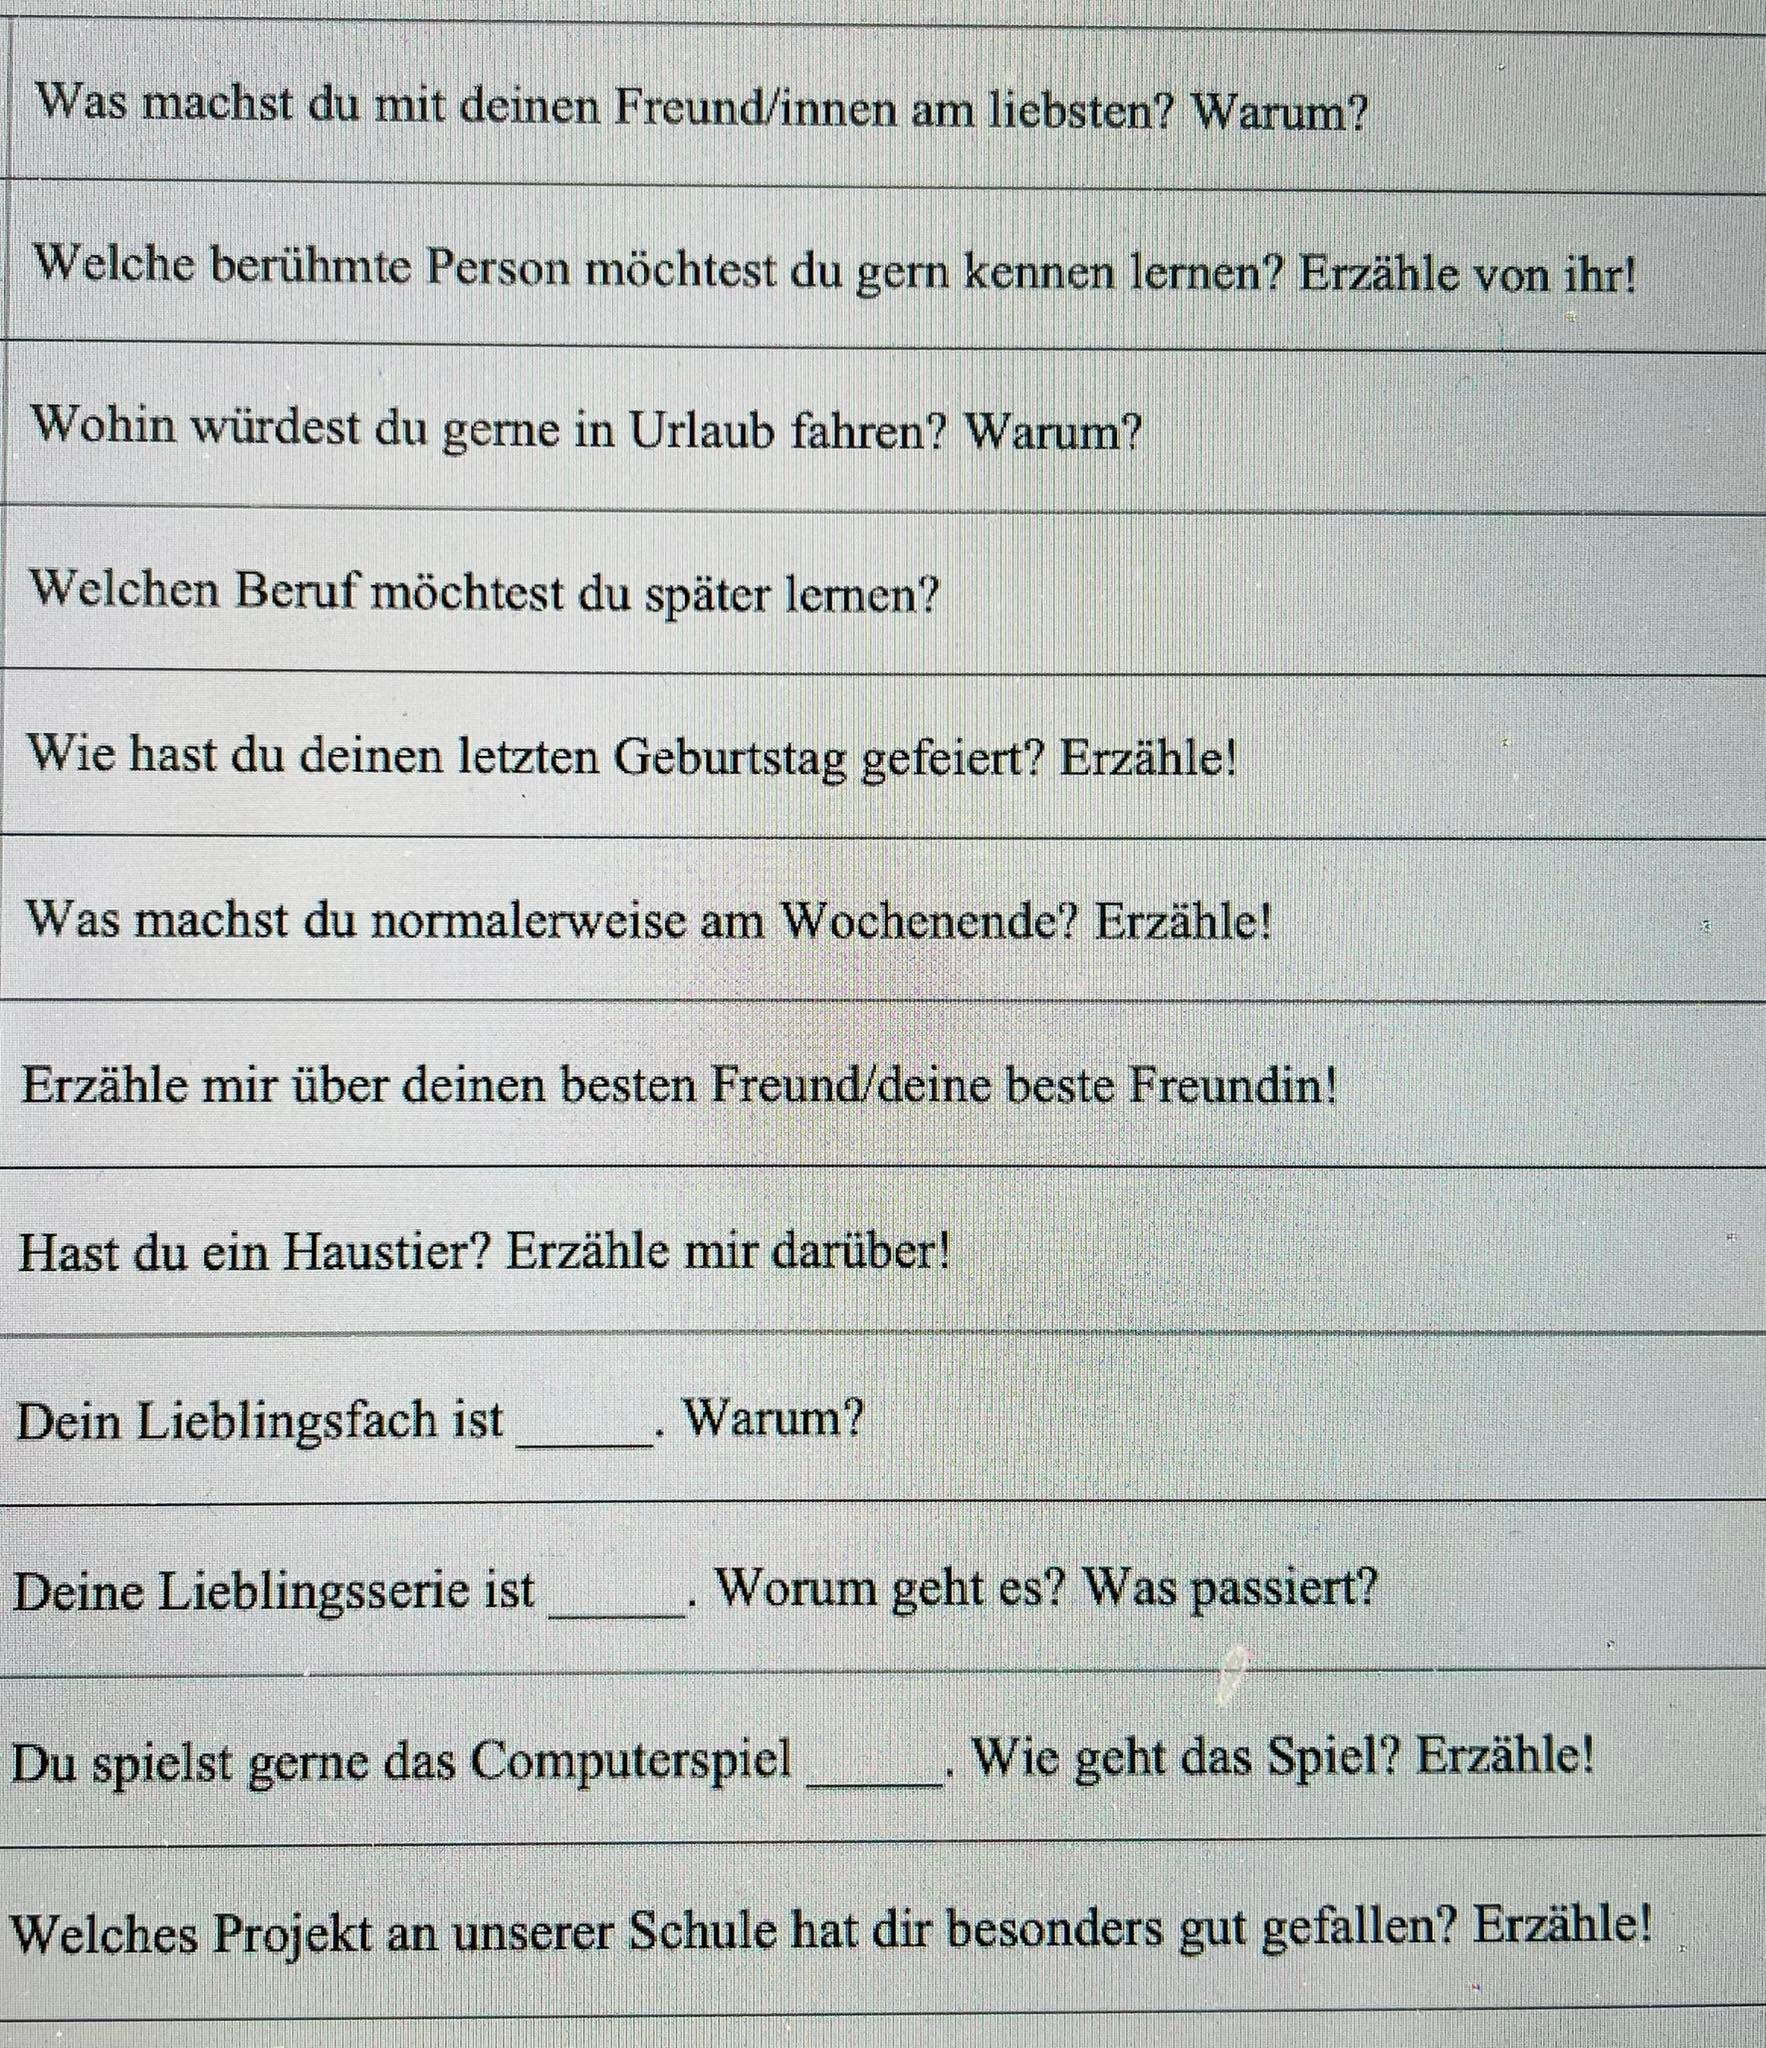 Was machst du mit deinen Freund/innen am liebsten? Warum?
Welche berühmte Person möchtest du gern kennen lernen? Erzähle von ihr!
Wohin würdest du gerne in Urlaub fahren? Warum?
Welchen Beruf möchtest du später lernen?
Wie hast du deinen letzten Geburtstag gefeiert? Erzähle!
Was machst du normalerweise am Wochenende? Erzähle!
Erzähle mir über deinen besten Freund/deine beste Freundin!
Hast du ein Haustier? Erzähle mir darüber!
Dein Lieblingsfach ist _____. Warum?
Deine Lieblingsserie ist _____. Worum geht es? Was passiert?
Du spielst gerne das Computerspiel _____. Wie geht das Spiel? Erzähle!
Welches Projekt an unserer Schule hat dir besonders gut gefallen? Erzähle!